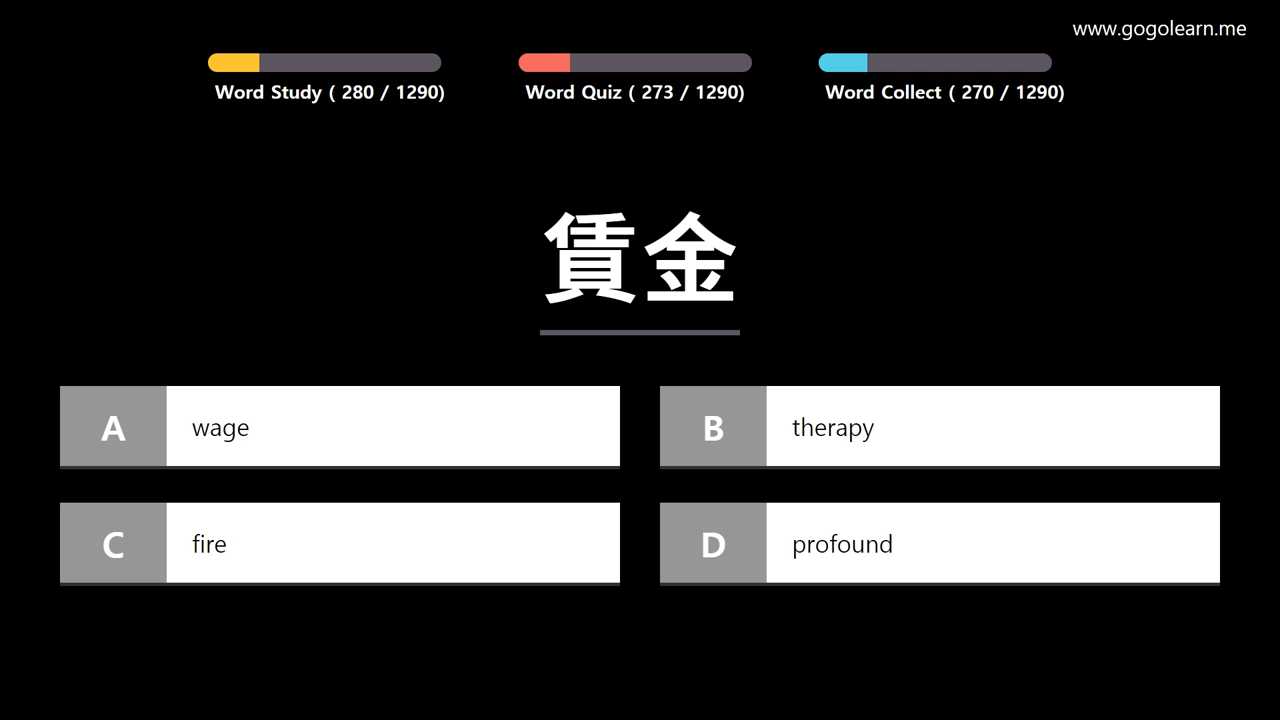 www.gogolearn.me
Word Study ( 280 / 1290)
Word Quiz ( 273 / 1290)
Word Collect ( 270 / 1290)
賃金
A wage
B therapy
C fire
D profound